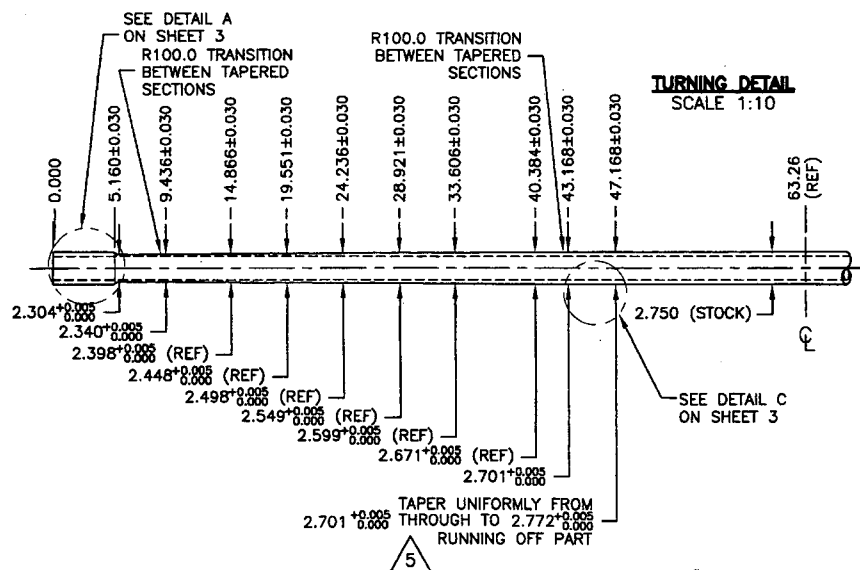 SEE DETAIL A
ON SHEET 3
R100.0 TRANSITION
BETWEEN TAPERED
SECTIONS
R100.0 TRANSITION
BETWEEN TAPERED
SECTIONS
TURNING DETAIL
SCALE 1:10
0.000
5.160±0.030
9.436±0.030
14.866±0.030
19.551±0.030
24.236±0.030
28.921±0.030
33.606±0.030
40.384±0.030
43.168±0.030
47.168±0.030
63.26
(REF)
2.304+0.005 0.000
2.340+0.005 0.000
2.398+0.005 0.000 (REF)
2.448+0.005 0.000 (REF)
2.498+0.005 0.000 (REF)
2.549+0.005 0.000 (REF)
2.599+0.005 0.000 (REF)
2.671+0.005 0.000 (REF)
2.701+0.005 0.000
2.750 (STOCK)
℄
SEE DETAIL C
ON SHEET 3
TAPER UNIFORMLY FROM
2.701 +0.005 0.000 THROUGH TO 2.772+0.005 0.000
RUNNING OFF PART
5